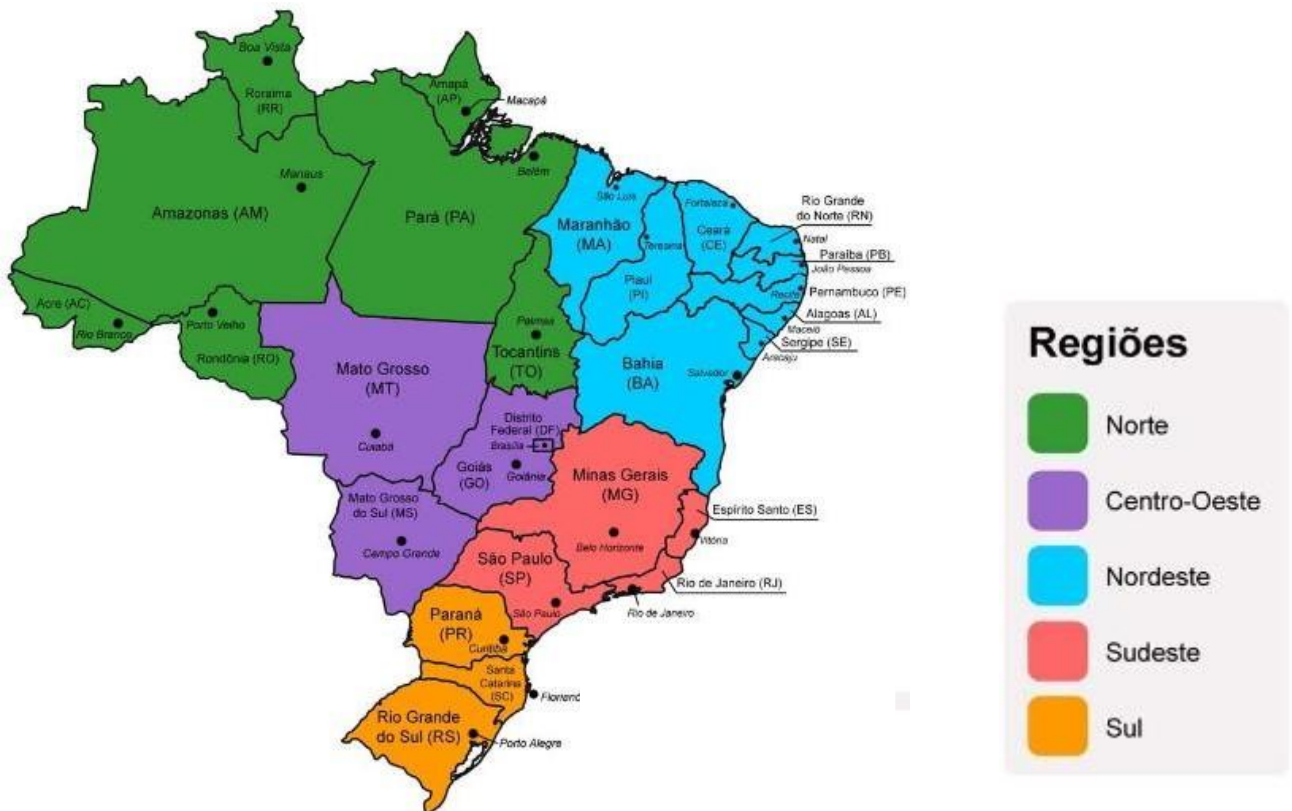 Boa Vista
Roraima
(RR)
Amapá
(AP)
Macapá
Manaus
Belém
Amazonas (AM)
Pará (PA)
São Luís
Maranhão
(MA)
Teresina
Fortaleza
Ceará
(CE)
Rio Grande
do Norte (RN)
Natal
Paraíba (PB)
João Pessoa
Piauí
(PI)
Recife
Pernambuco (PE)
Alagoas (AL)
Maceió
Sergipe (SE)
Aracaju
Acre (AC)
Rio Branco
Porto Velho
Rondônia (RO)
Palmas
Tocantins
(TO)
Bahia
(BA)
Salvador
Mato Grosso
(MT)
Cuiabá
Distrito
Federal (DF)
Brasília
Goiás
(GO)
Goiânia
Minas Gerais
(MG)
Belo Horizonte
Espírito Santo (ES)
Vitória
Mato Grosso
do Sul (MS)
Campo Grande
São Paulo
(SP)
São Paulo
Rio de Janeiro (RJ)
Rio de Janeiro
Paraná
(PR)
Curitiba
Santa
Catarina
(SC)
Florianó
Rio Grande
do Sul (RS)
Porto Alegre
Regiões
Norte
Centro-Oeste
Nordeste
Sudeste
Sul